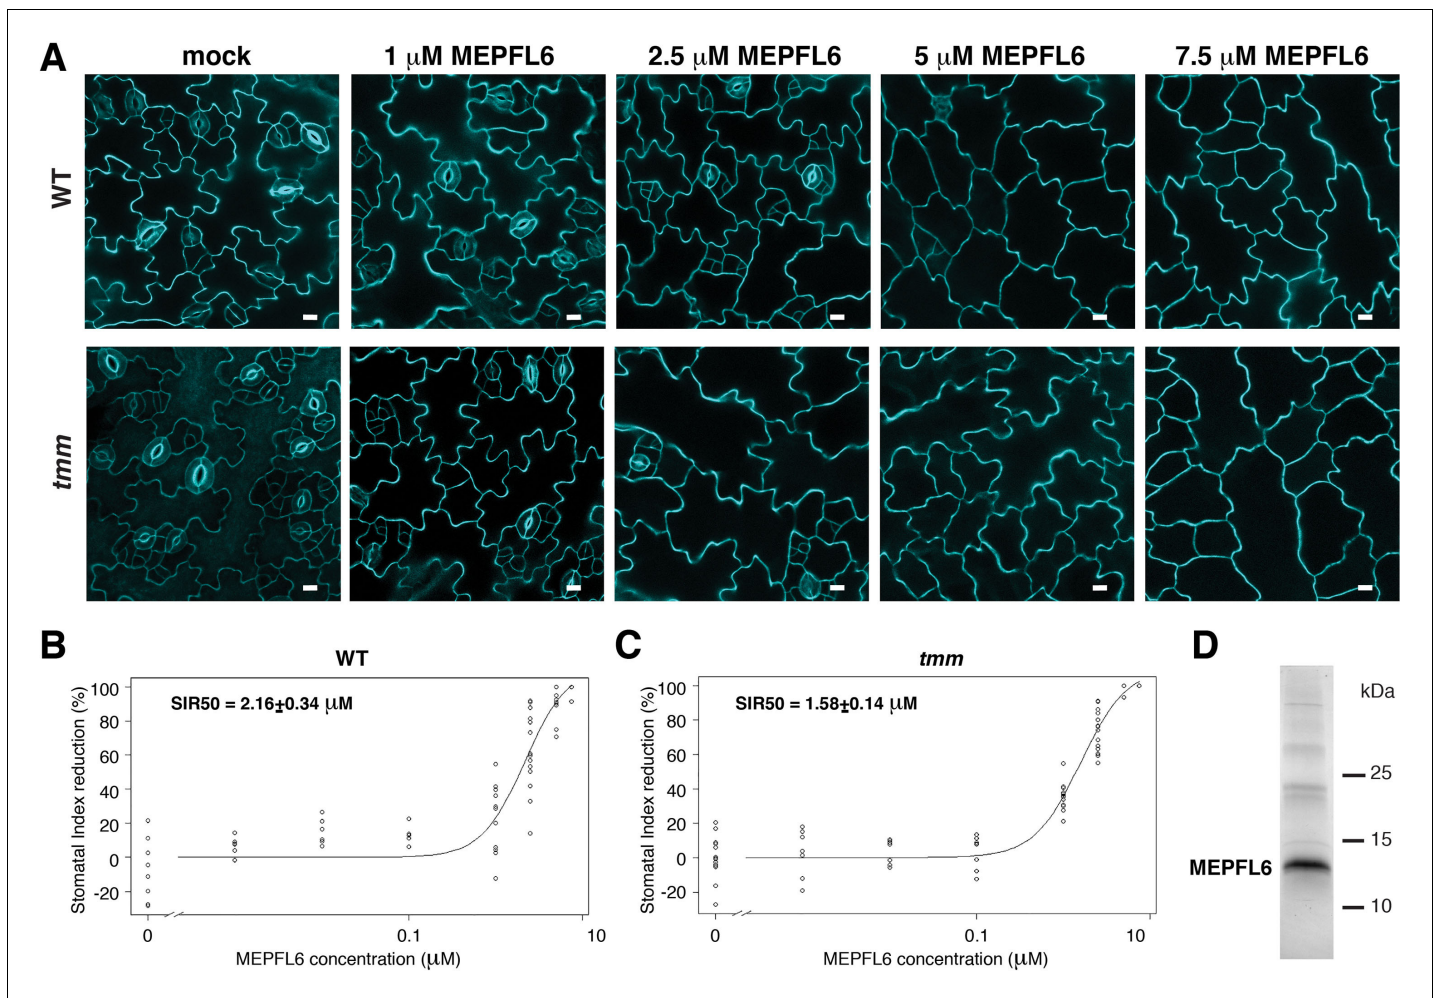 A
mock
1 μM MEPFL6
2.5 μM MEPFL6
5 μM MEPFL6
7.5 μM MEPFL6
WT
tmm
B
WT
SIR50 = 2.16±0.34 μM
Stomatal Index reduction (%)
100
80
60
40
20
0
-20
0
0.1
10
MEPFL6 concentration (μM)
C
tmm
SIR50 = 1.58±0.14 μM
Stomatal Index reduction (%)
100
80
60
40
20
0
-20
0
0.1
10
MEPFL6 concentration (μM)
D
kDa
25
15
MEPFL6
10